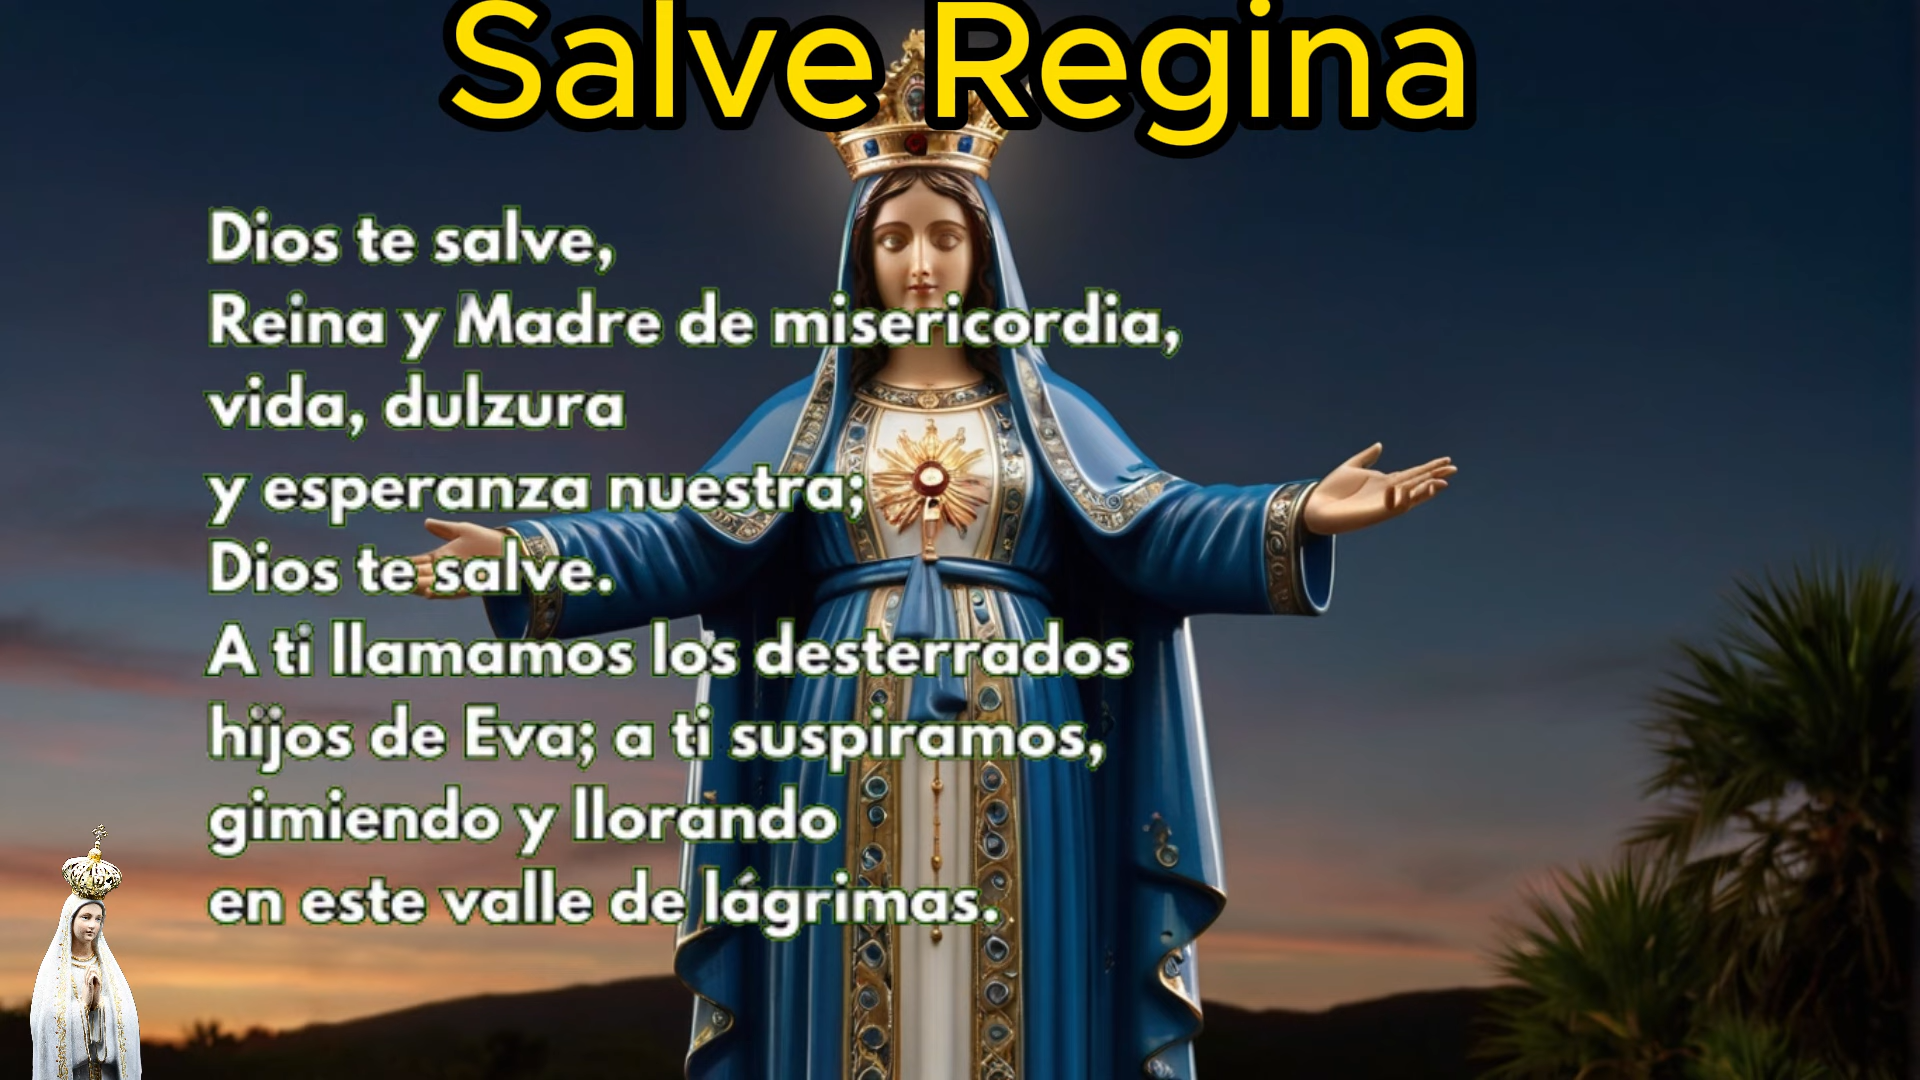 Salve Regina
Dios te salve,
Reina y Madre de misericordia,
vida, dulzura
y esperanza nuestra;
Dios te salve.
A ti llamamos los desterrados
hijos de Eva; a ti suspiramos,
gimiendo y llorando
en este valle de lágrimas.